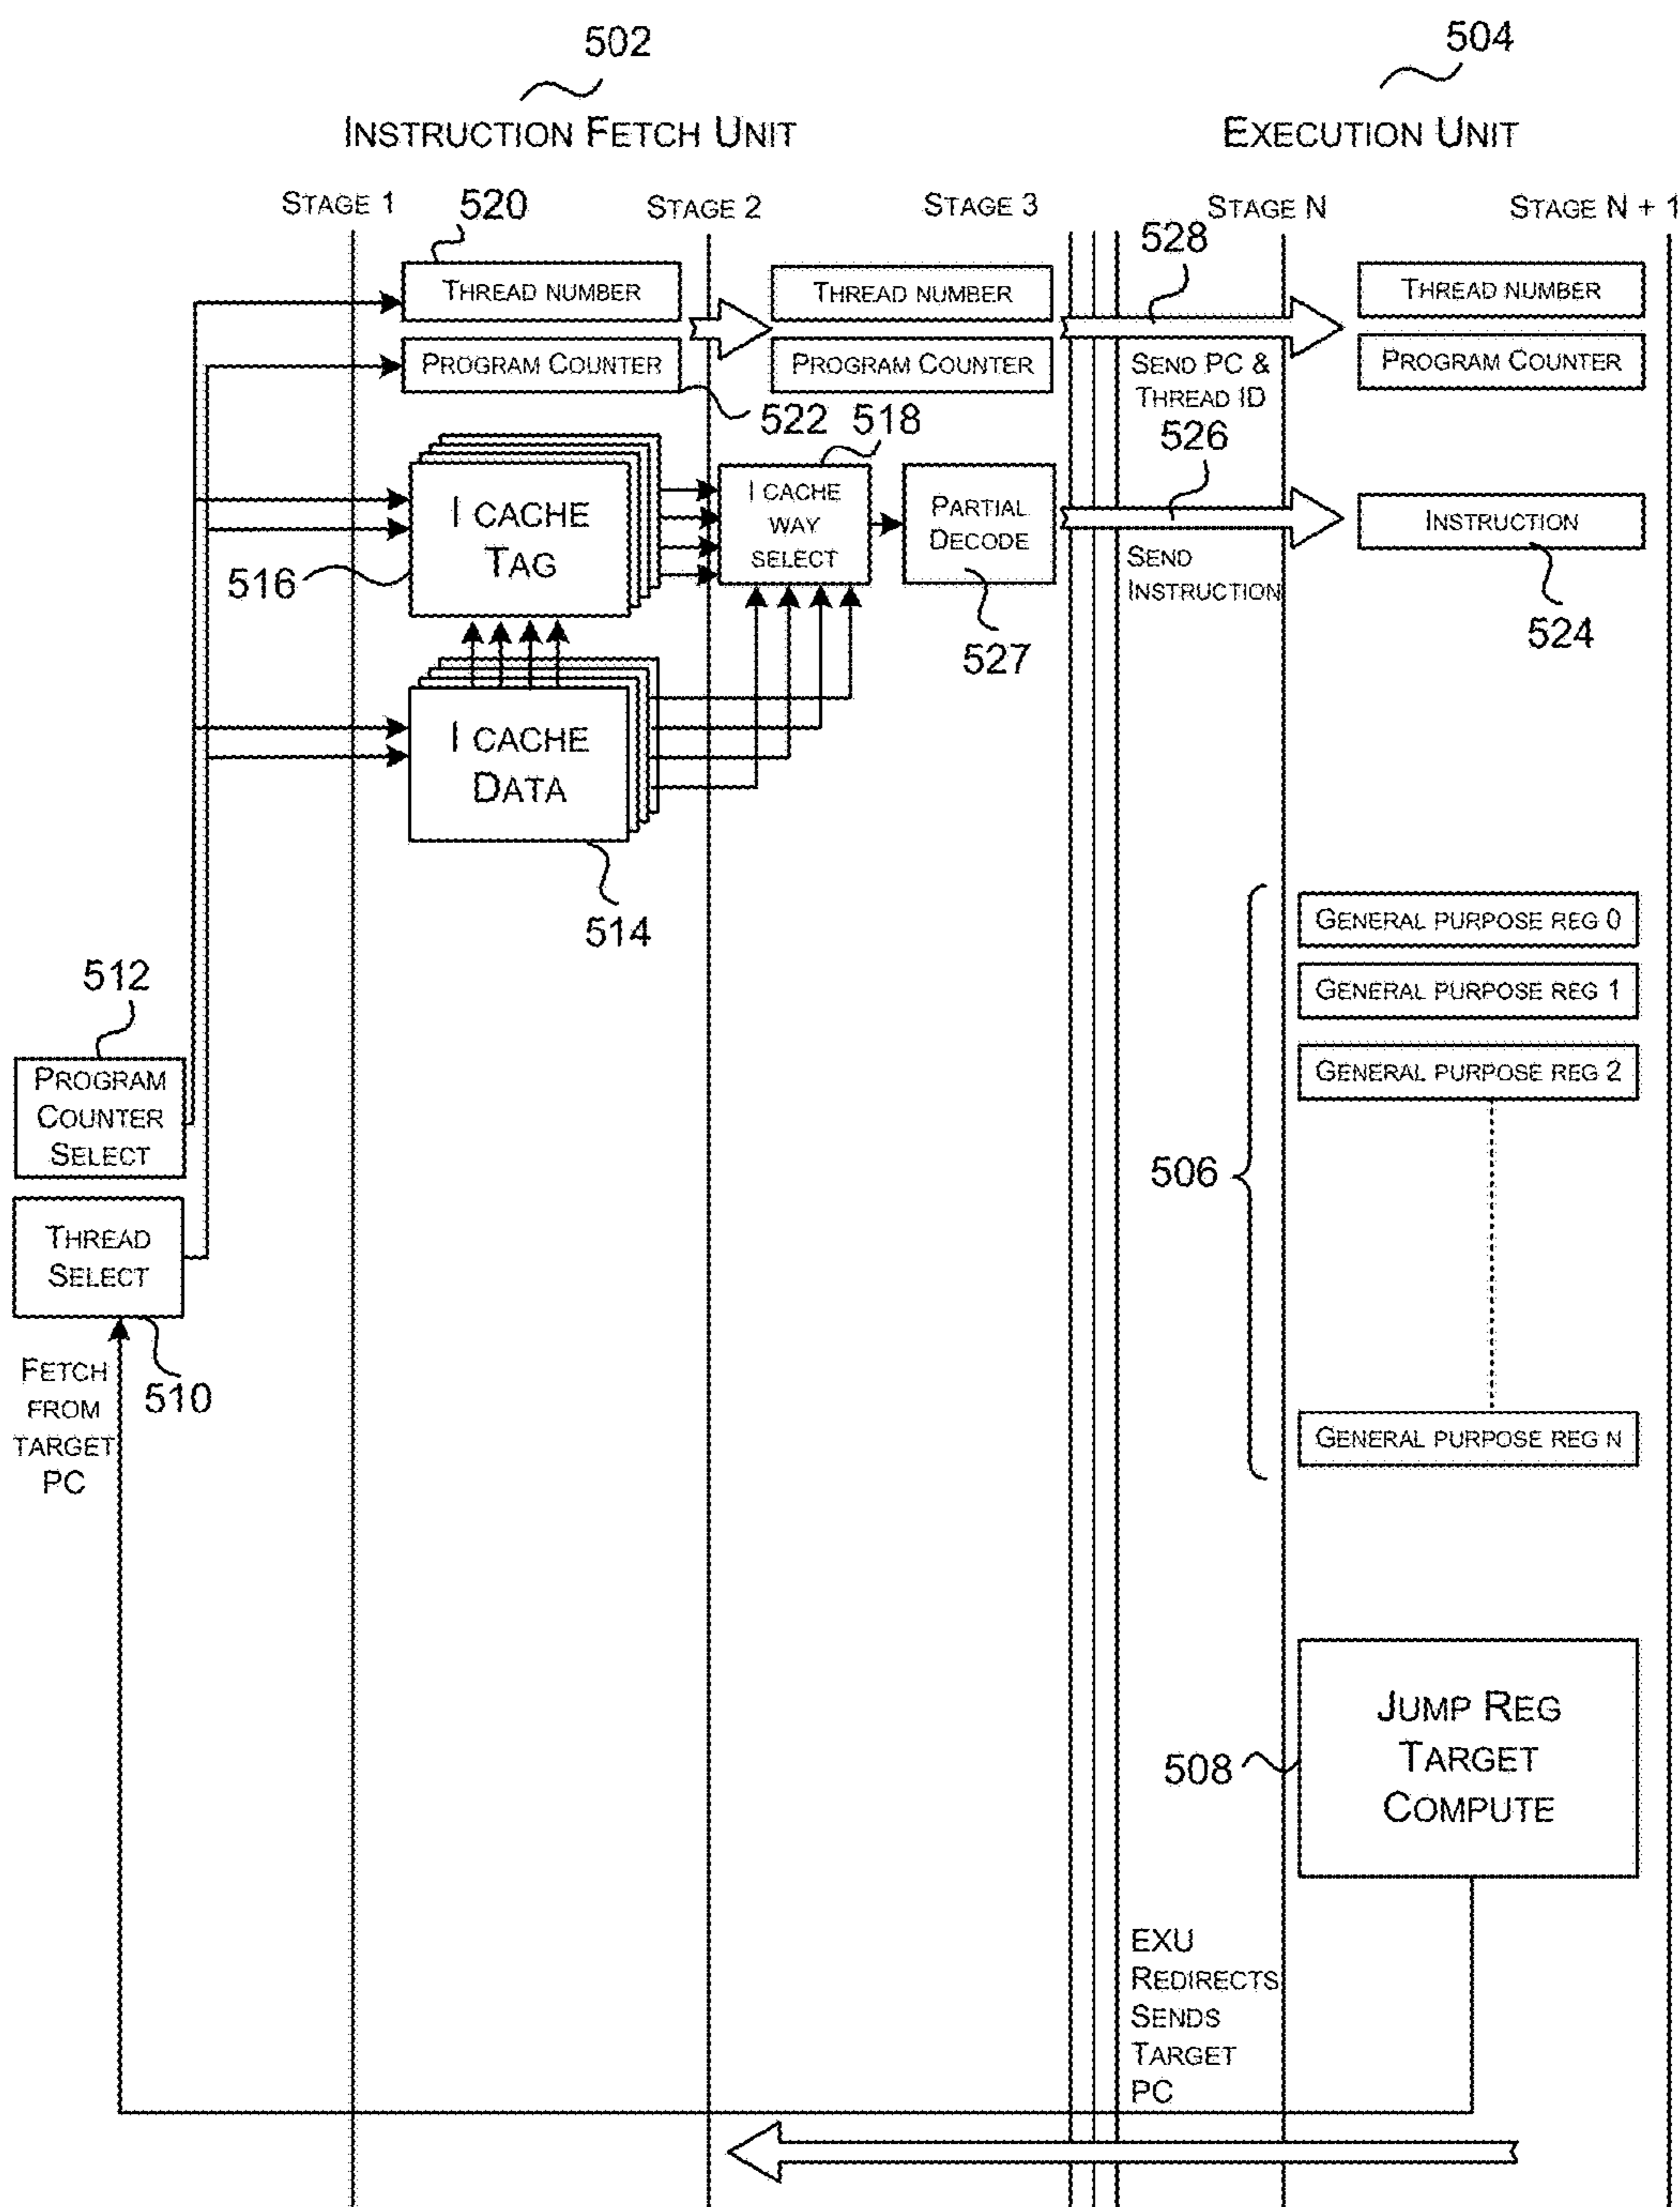 502
504
INSTRUCTION FETCH UNIT
EXECUTION UNIT
STAGE 1
520
STAGE 2
STAGE 3
STAGE N
STAGE N + 1
528
THREAD NUMBER
THREAD NUMBER
THREAD NUMBER
PROGRAM COUNTER
PROGRAM COUNTER
SEND PC &
THREAD ID
PROGRAM COUNTER
522
518
526
I CACHE
TAG
516
I CACHE
WAY
SELECT
PARTIAL
DECODE
527
SEND
INSTRUCTION
INSTRUCTION
524
I CACHE
DATA
514
512
PROGRAM
COUNTER
SELECT
THREAD
SELECT
510
FETCH
FROM
TARGET
PC
506
GENERAL PURPOSE REG 0
GENERAL PURPOSE REG 1
GENERAL PURPOSE REG 2
GENERAL PURPOSE REG N
508
JUMP REG
TARGET
COMPUTE
EXU
REDIRECTS
SENDS
TARGET
PC